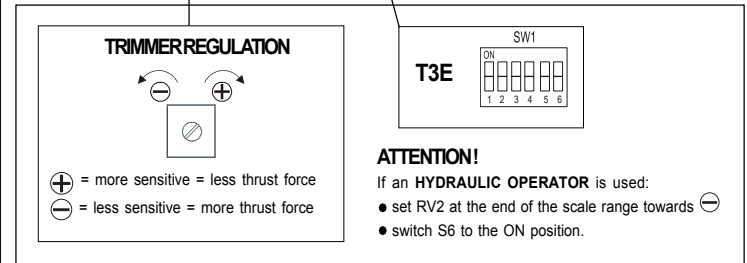 TRIMMER REGULATION
⊖ ⊕
⊕ = more sensitive = less thrust force
⊖ = less sensitive = more thrust force
SW1
ON
T3E
1 2 3 4 5 6
ATTENTION!
If an HYDRAULIC OPERATOR is used:
● set RV2 at the end of the scale range towards ⊖
● switch S6 to the ON position.